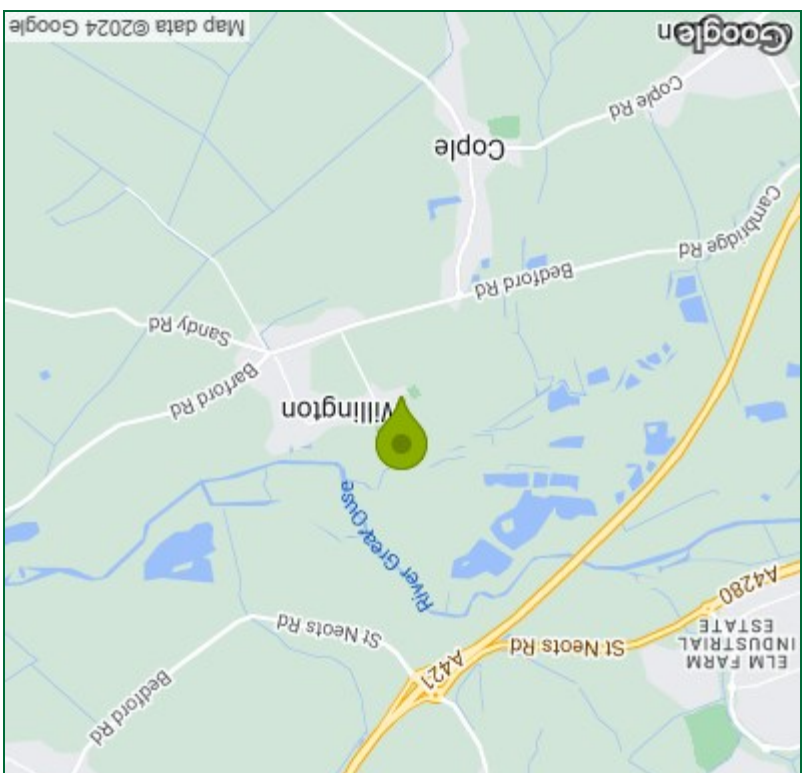 ELM FARM
INDUSTRIAL
ESTATE
A4280
St Neots Rd
A421
St Neots Rd
Bedford Rd
River Great Ouse
Willington
Barford Rd
Sandy Rd
Bedford Rd
Cambridge Rd
Cople
Cople Rd
Google
Map data ©2024 Google